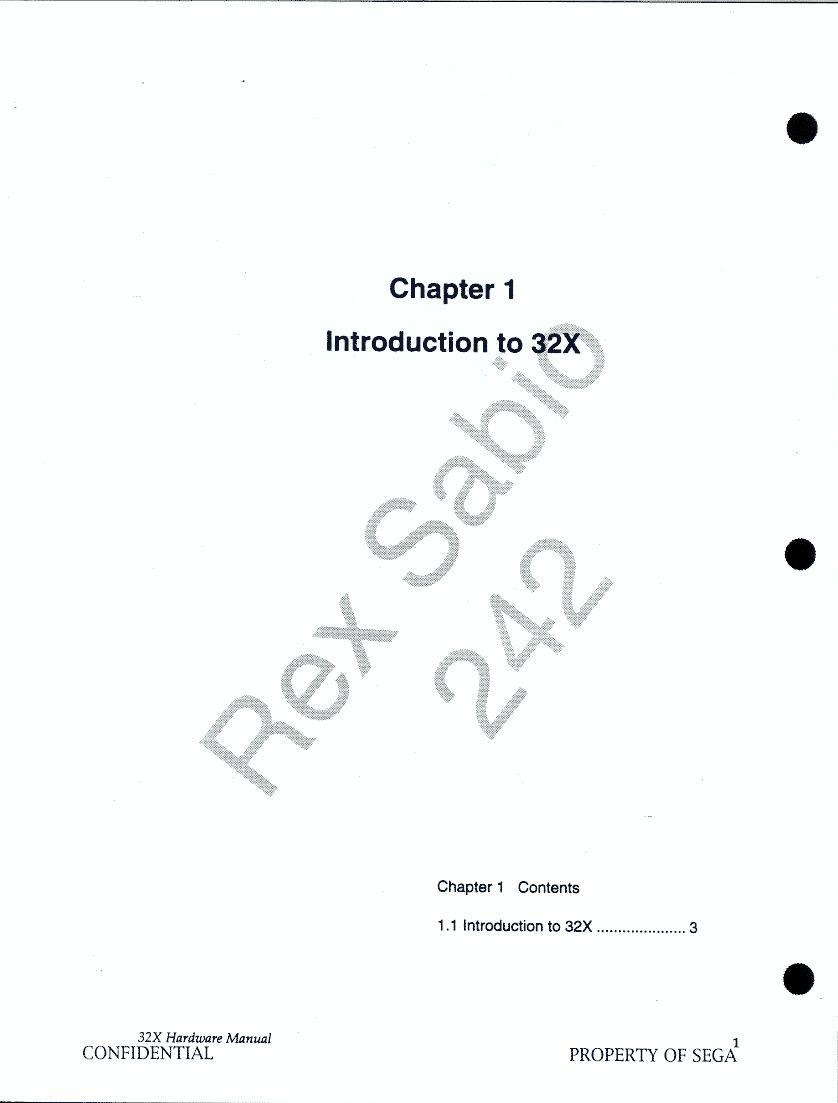 Chapter 1
Introduction to 32X
Rex Sabio
242
Chapter 1 Contents
1.1 Introduction to 32X ..................... 3
32X Hardware Manual
CONFIDENTIAL
1
PROPERTY OF SEGA